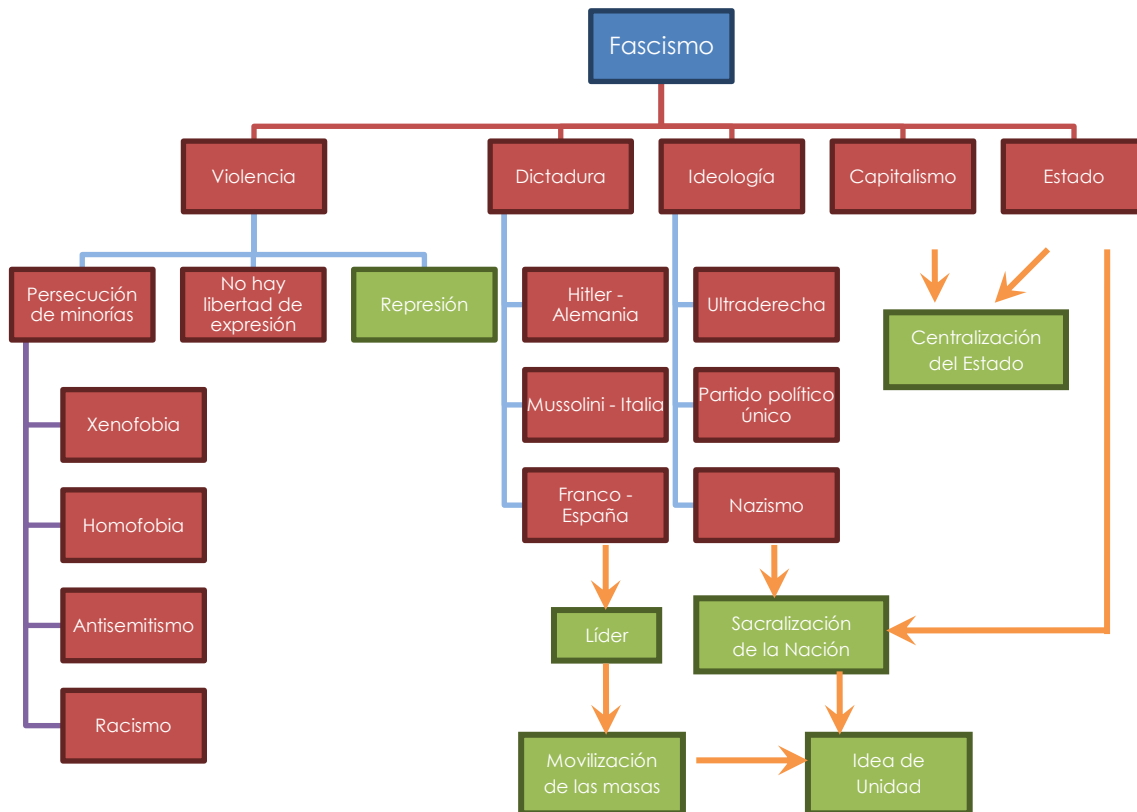 Fascismo
Violencia
Dictadura
Ideología
Capitalismo
Estado
Persecución
de minorías
No hay
libertad de
expresión
Represión
Hitler -
Alemania
Ultraderecha
Centralización
del Estado
Xenofobia
Mussolini - Italia
Partido político
único
Homofobia
Franco -
España
Nazismo
Antisemitismo
Líder
Sacralización
de la Nación
Racismo
Movilización
de las masas
Idea de
Unidad